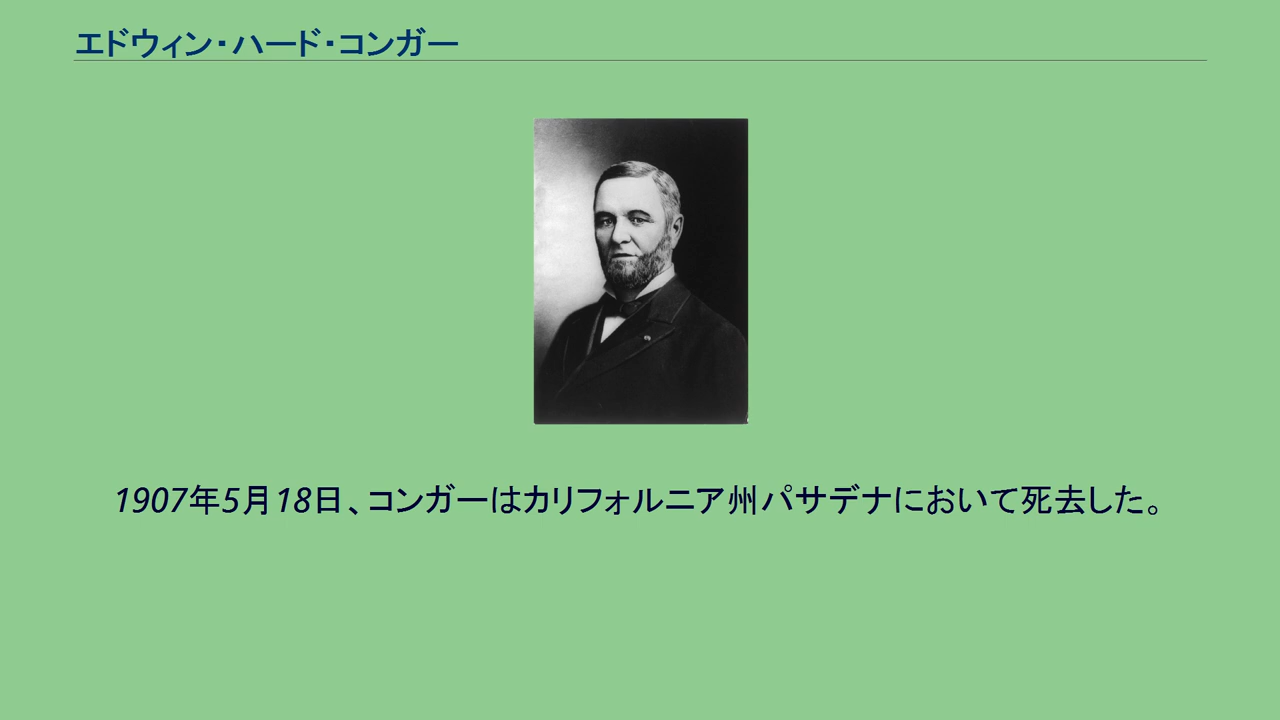 エドウィン・ハード・コンガー
1907年5月18日、コンガーはカリフォルニア州パサデナにおいて死去した。